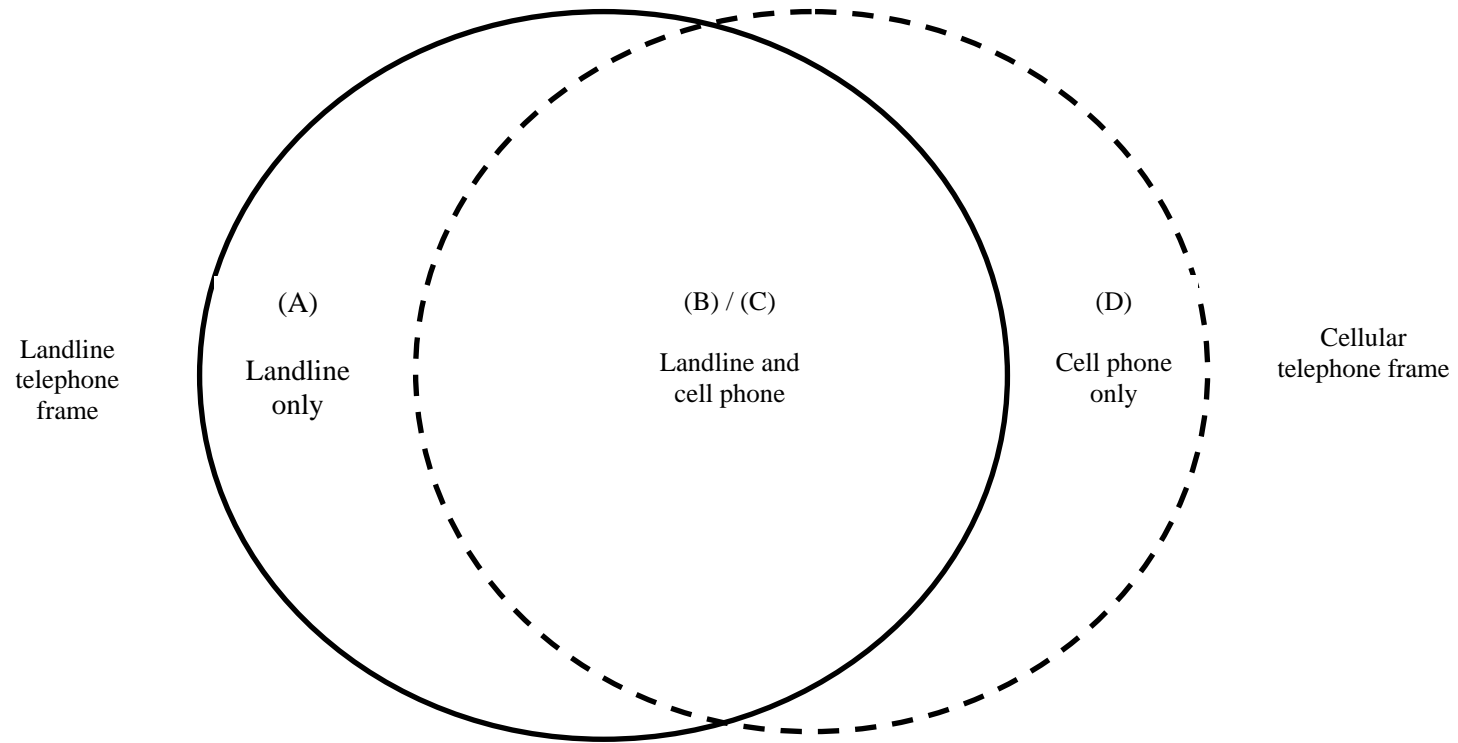 Landline
telephone
frame
(A)
Landline
only
(B) / (C)
Landline and
cell phone
(D)
Cell phone
only
Cellular
telephone frame